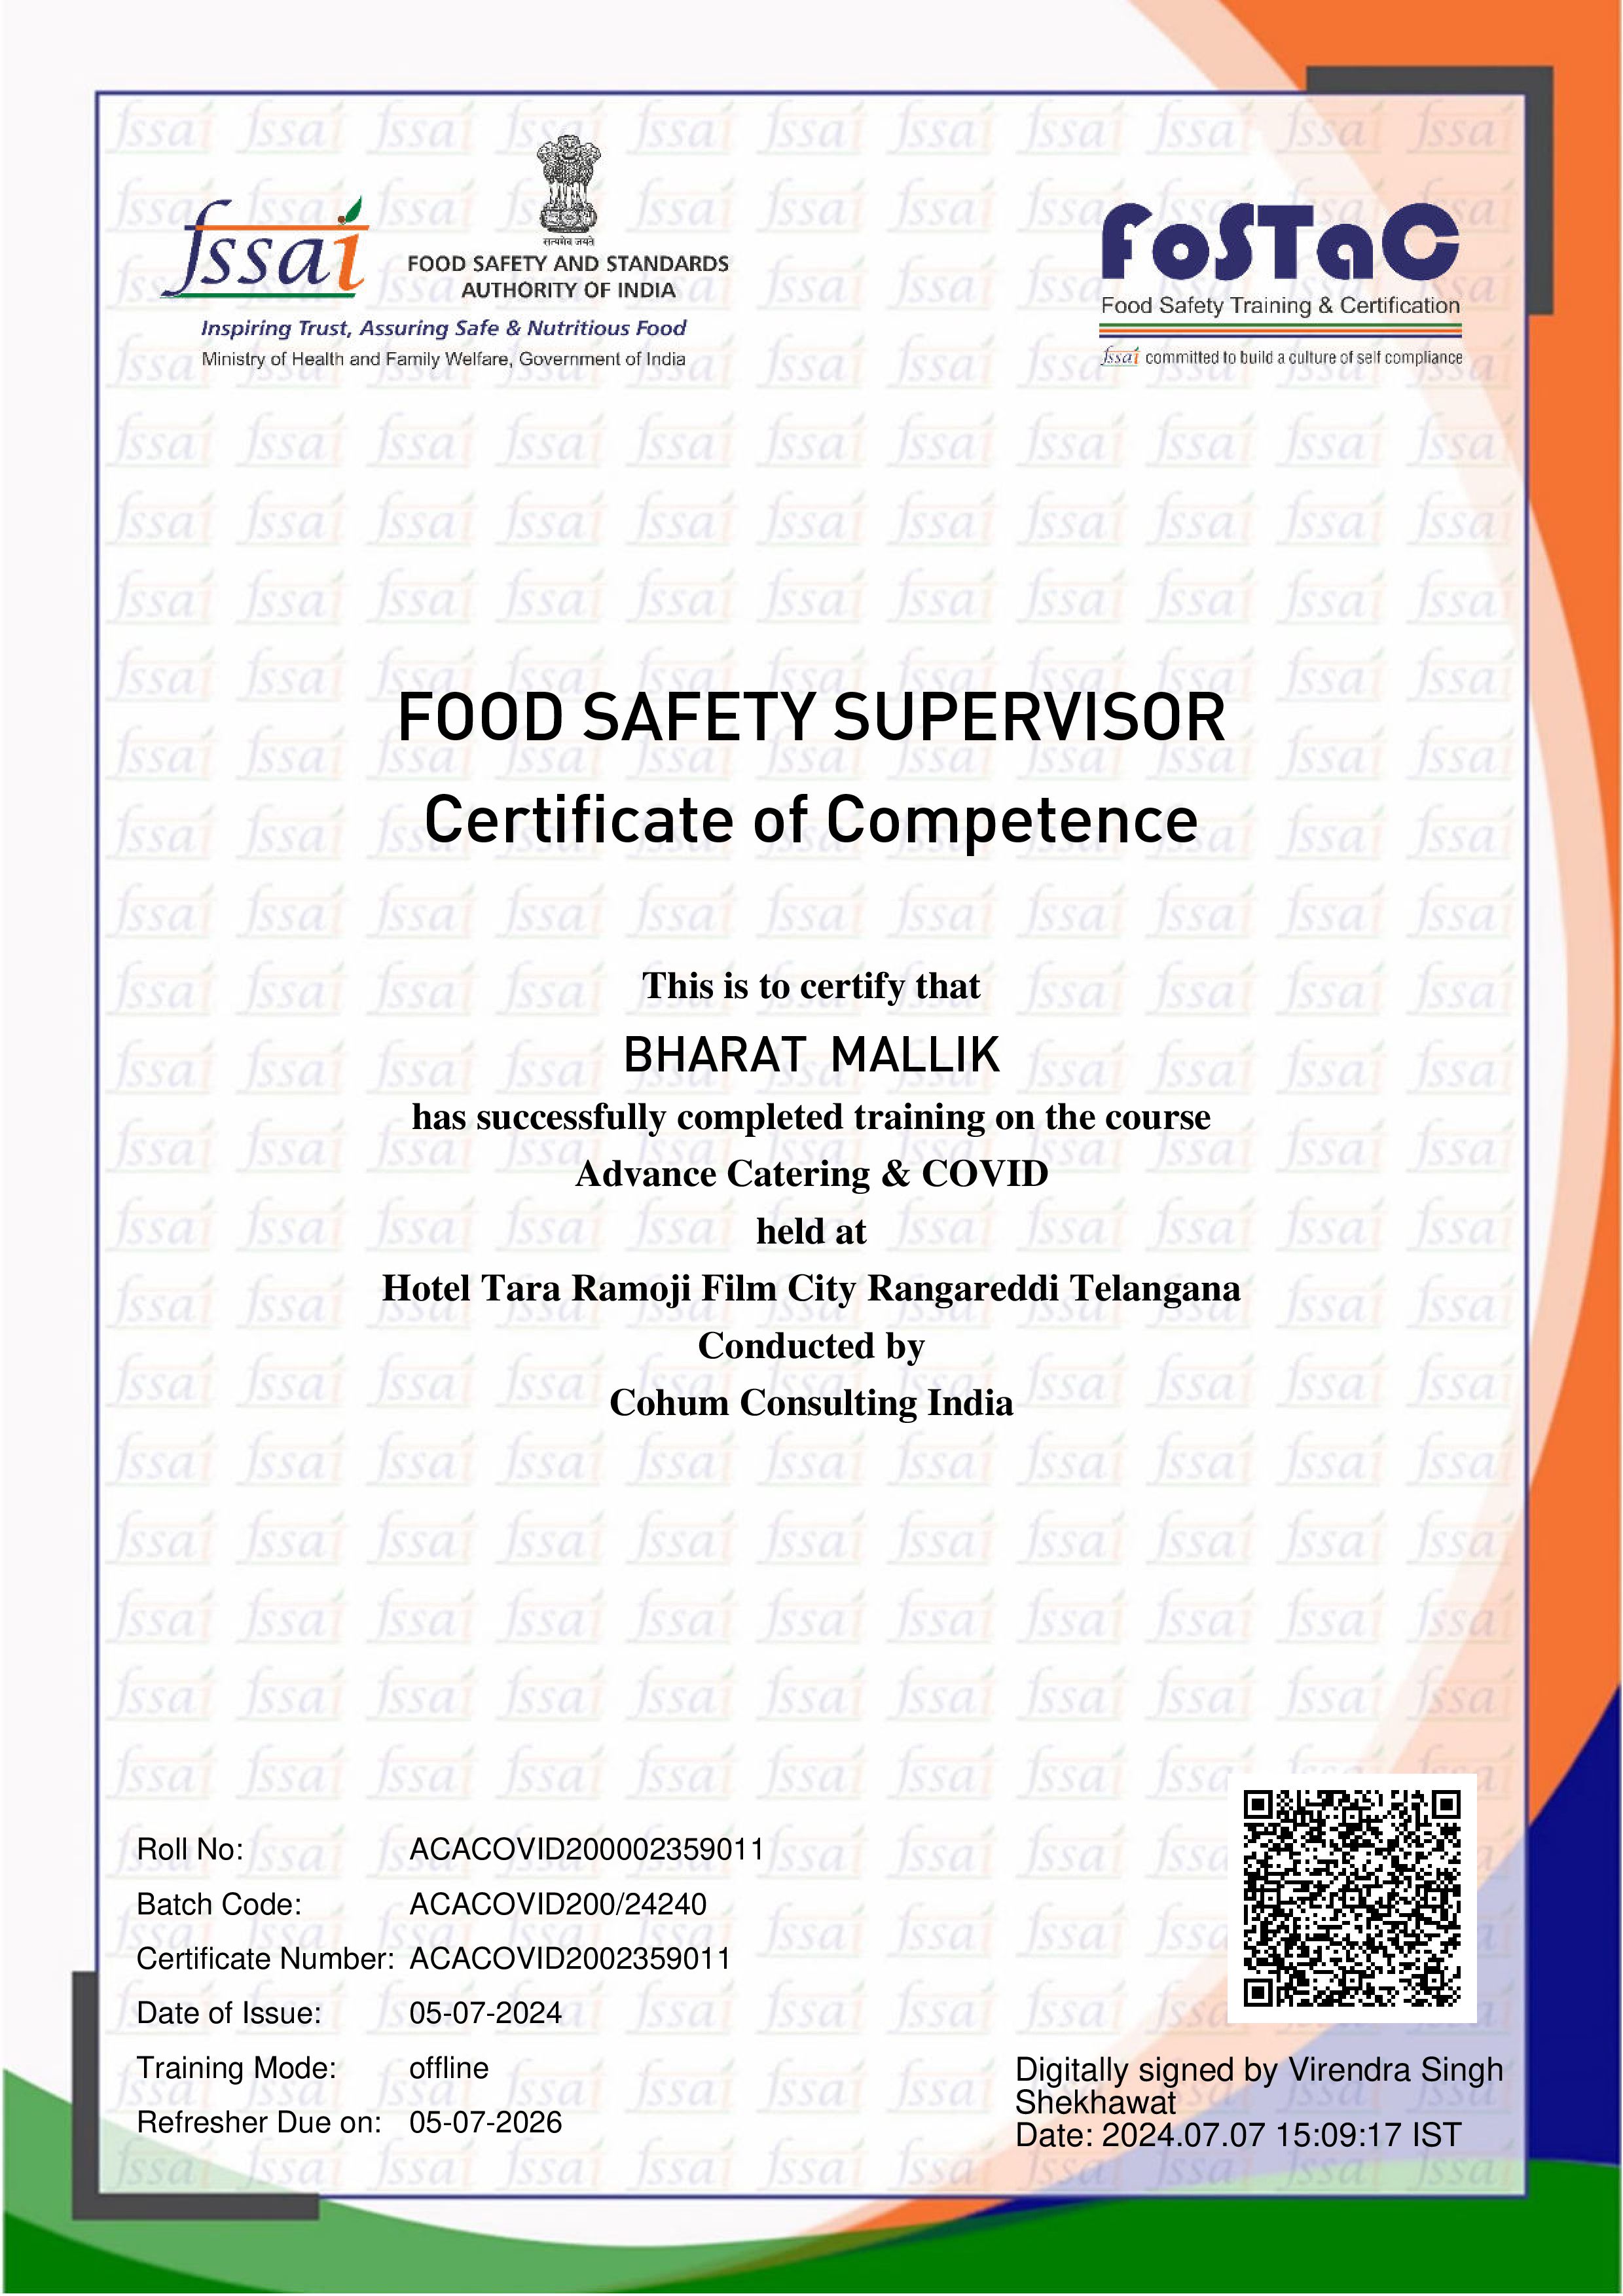 fssai
सत्यमेव जयते
FOOD SAFETY AND STANDARDS
AUTHORITY OF INDIA
Inspiring Trust, Assuring Safe & Nutritious Food
Ministry of Health and Family Welfare, Government of India
FoSTaC
Food Safety Training & Certification
fssai committed to build a culture of self compliance
FOOD SAFETY SUPERVISOR
Certificate of Competence
This is to certify that
BHARAT MALLIK
has successfully completed training on the course
Advance Catering & COVID
held at
Hotel Tara Ramoji Film City Rangareddi Telangana
Conducted by
Cohum Consulting India
Roll No: ACACOVID200002359011
Batch Code: ACACOVID200/24240
Certificate Number: ACACOVID2002359011
Date of Issue: 05-07-2024
Training Mode: offline
Refresher Due on: 05-07-2026
Digitally signed by Virendra Singh
Shekhawat
Date: 2024.07.07 15:09:17 IST